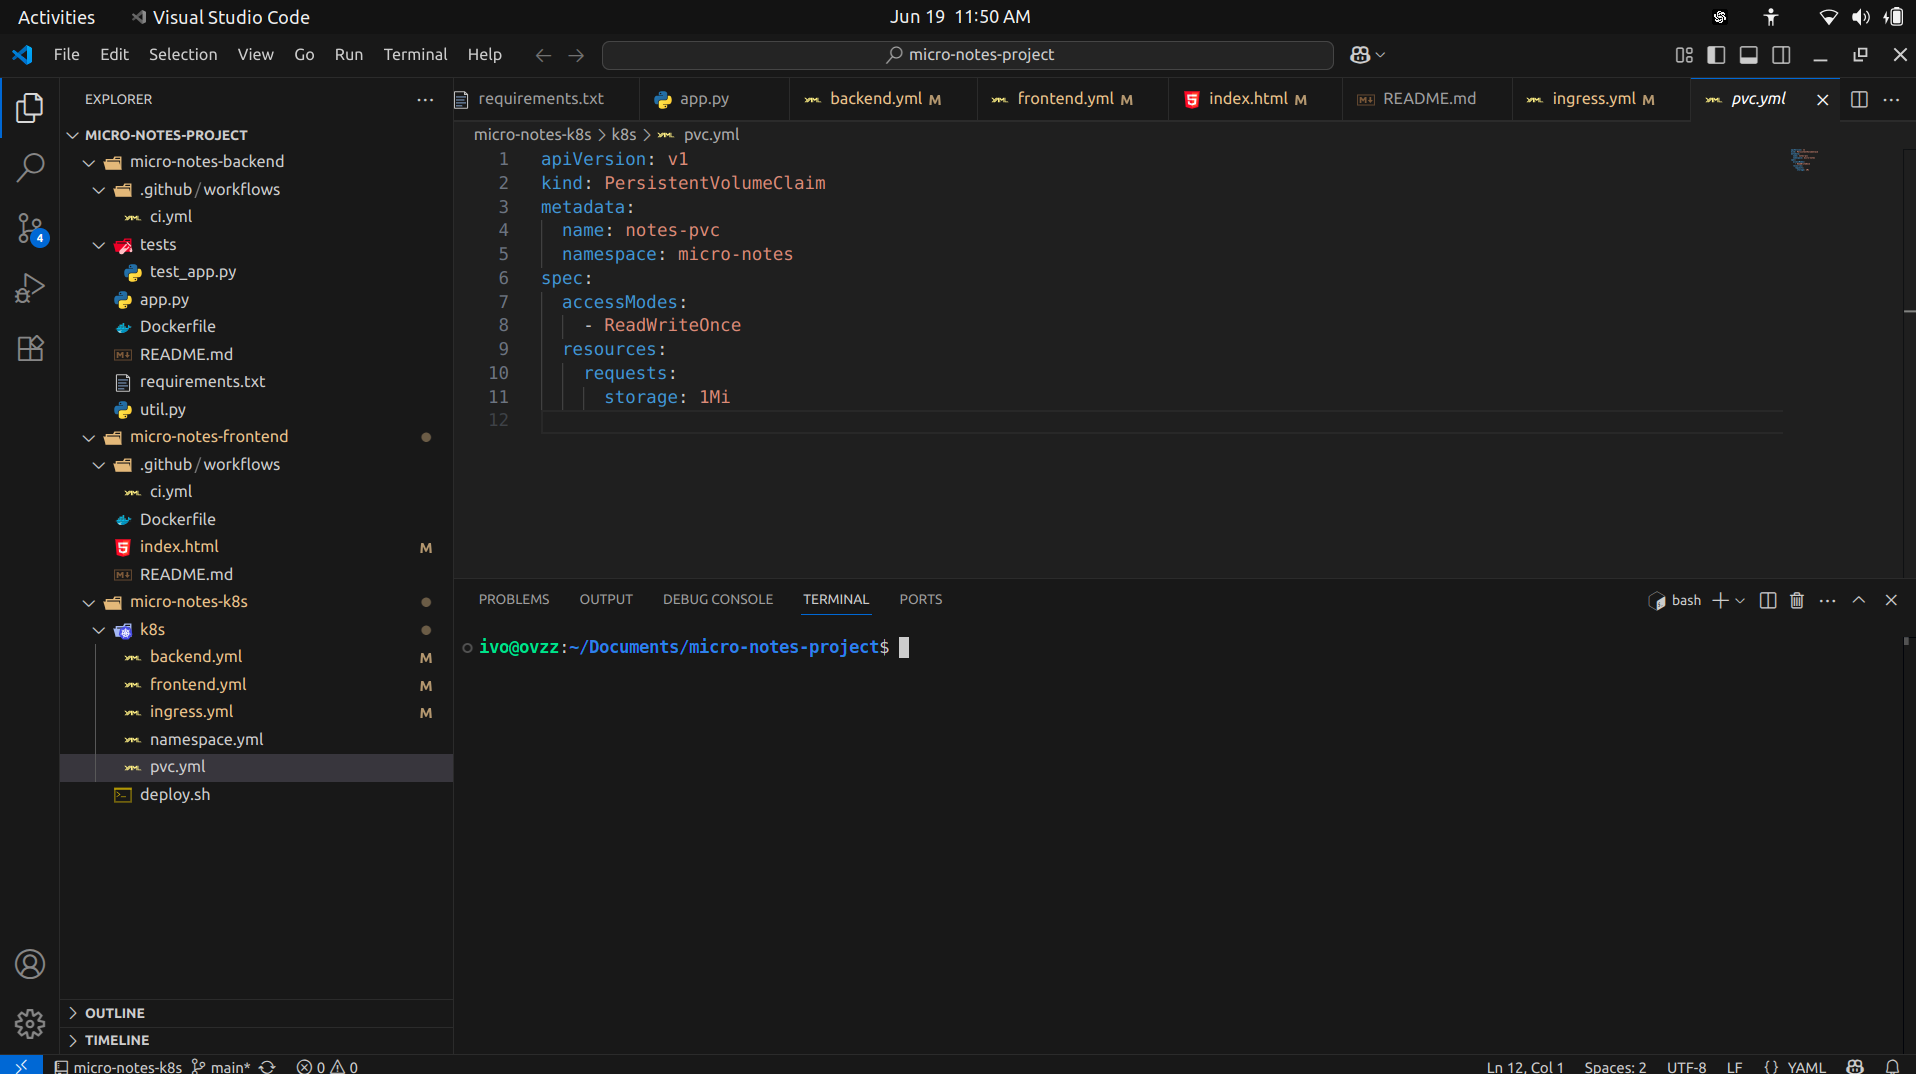 Activities
Visual Studio Code
Jun 19 11:50 AM
File Edit Selection View Go Run Terminal Help
micro-notes-project
EXPLORER
MICRO-NOTES-PROJECT
micro-notes-backend
.github/workflows
ci.yml
tests
test_app.py
app.py
Dockerfile
README.md
requirements.txt
util.py
micro-notes-frontend
.github/workflows
ci.yml
Dockerfile
index.html M
README.md
micro-notes-k8s
k8s
backend.yml M
frontend.yml M
ingress.yml M
namespace.yml
pvc.yml
deploy.sh
OUTLINE
TIMELINE
4
requirements.txt app.py backend.yml M frontend.yml M index.html M README.md ingress.yml M pvc.yml
micro-notes-k8s > k8s > pvc.yml
1 apiVersion: v1
2 kind: PersistentVolumeClaim
3 metadata:
4 name: notes-pvc
5 namespace: micro-notes
6 spec:
7 accessModes:
8 - ReadWriteOnce
9 resources:
10 requests:
11 storage: 1Mi
12
PROBLEMS OUTPUT DEBUG CONSOLE TERMINAL PORTS
bash
ivo@ovzz:~/Documents/micro-notes-project$
micro-notes-k8s main* 0 0
Ln 12, Col 1 Spaces: 2 UTF-8 LF {} YAML